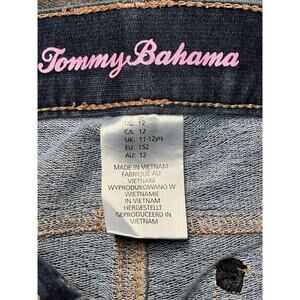 Tommy Bahama
US: 12
CA: 12
UK: 11-12yrs
EU: 152
AU: 12
MADE IN VIETNAM
FABRIQUÉ AU
VIETNAM
WYPRODUKOWANO W
WIETNAMIE
IN VIETNAM
HERGESTELLT
GEPRODUCEERD IN
VIETNAM